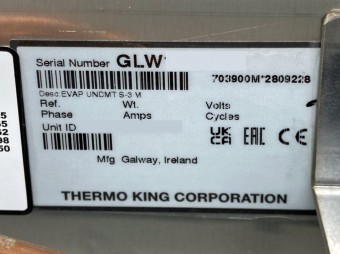 Serial Number GLW 703900M*2809228
Desc:EVAP UNDMT S-3 M
Ref. Wt. Volts
Phase Amps Cycles
Unit ID UK CA EAC CE
Mfg Galway, Ireland
THERMO KING CORPORATION